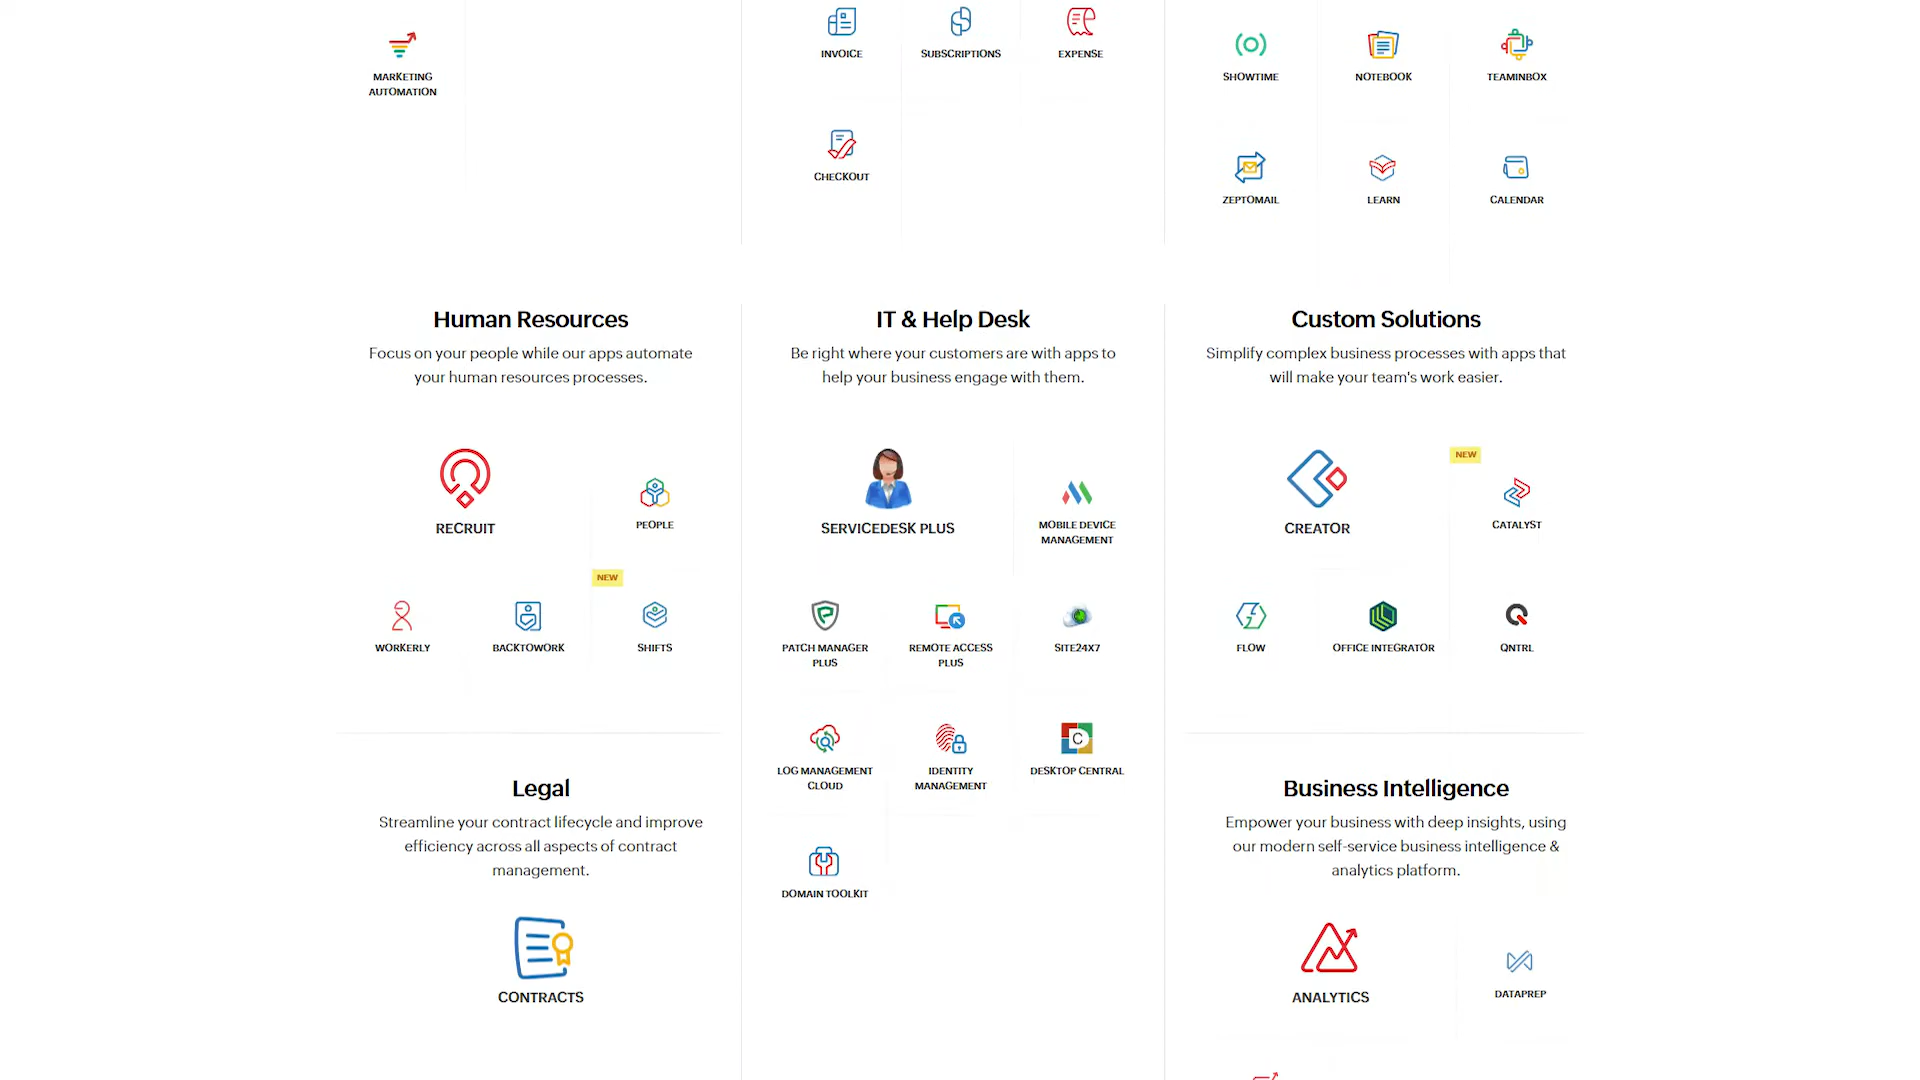 MARKETING
AUTOMATION
INVOICE
SUBSCRIPTIONS
EXPENSE
CHECKOUT
SHOWTIME
NOTEBOOK
TEAMINBOX
ZEPTOMAIL
LEARN
CALENDAR
Human Resources
Focus on your people while our apps automate
your human resources processes.
RECRUIT
PEOPLE
WORKERLY
BACKTOWORK
NEW
SHIFTS
Legal
Streamline your contract lifecycle and improve
efficiency across all aspects of contract
management.
CONTRACTS
IT & Help Desk
Be right where your customers are with apps to
help your business engage with them.
SERVICEDESK PLUS
MOBILE DEVICE
MANAGEMENT
PATCH MANAGER
PLUS
REMOTE ACCESS
PLUS
SITE24X7
LOG MANAGEMENT
CLOUD
IDENTITY
MANAGEMENT
C
DESKTOP CENTRAL
DOMAIN TOOLKIT
Custom Solutions
Simplify complex business processes with apps that
will make your team's work easier.
CREATOR
NEW
CATALYST
FLOW
OFFICE INTEGRATOR
QNTRL
Business Intelligence
Empower your business with deep insights, using
our modern self-service business intelligence &
analytics platform.
ANALYTICS
DATAPREP